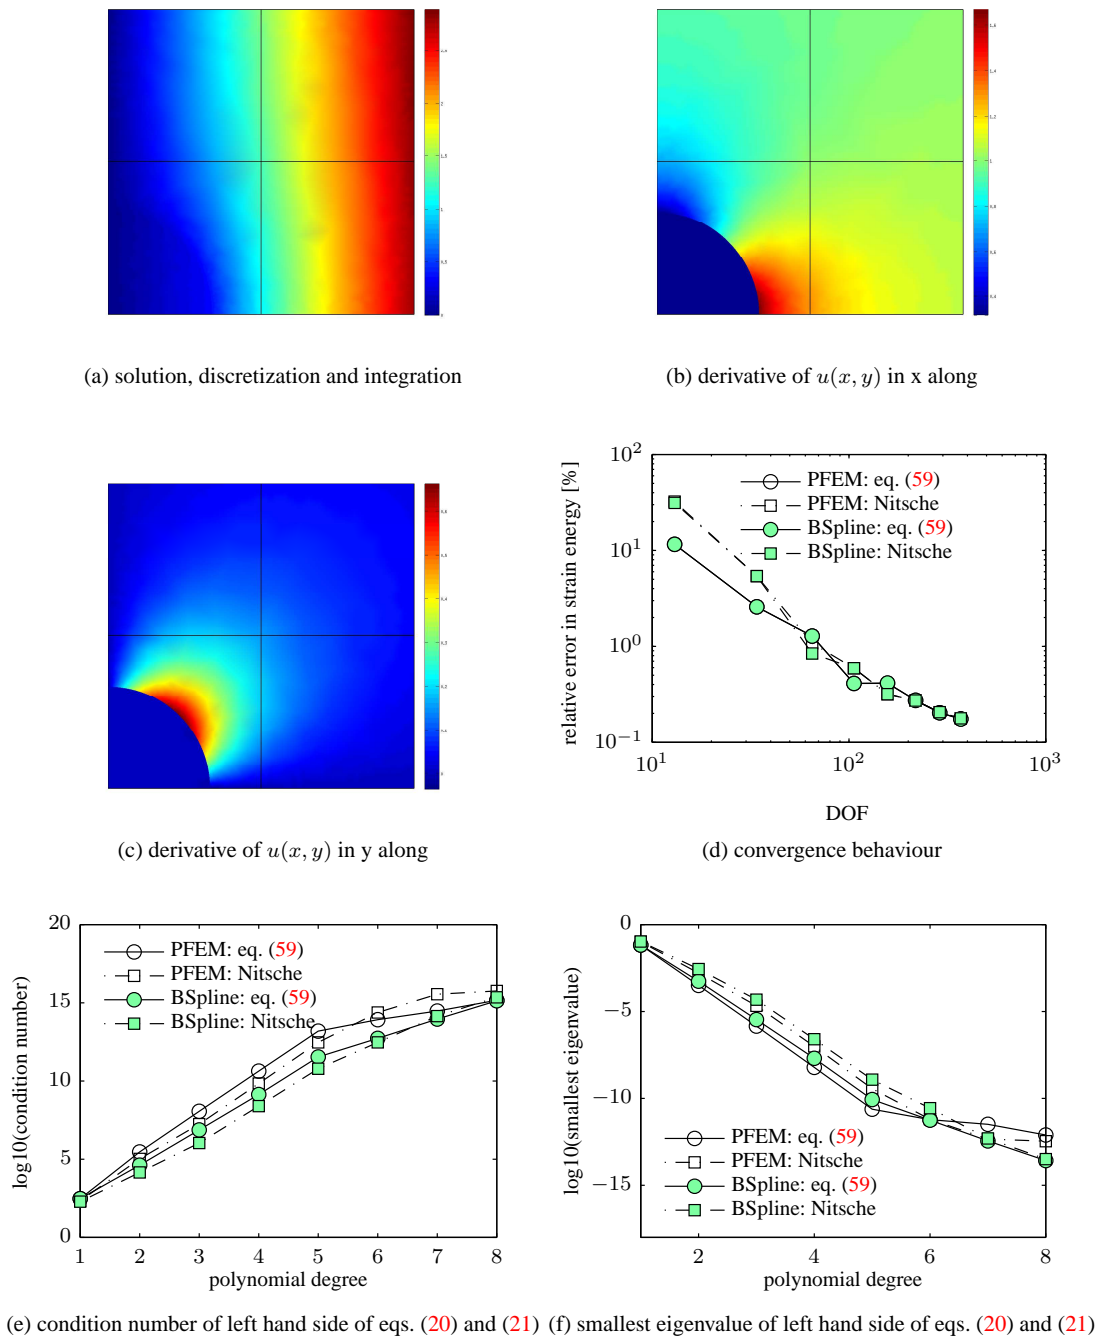 (a) solution, discretization and integration
(b) derivative of u(x, y) in x along
(c) derivative of u(x, y) in y along
relative error in strain energy [%]
10^2
10^1
10^0
10^−1
PFEM: eq. (59)
PFEM: Nitsche
BSpline: eq. (59)
BSpline: Nitsche
10^1
10^2
10^3
DOF
(d) convergence behaviour
log10(condition number)
20
15
10
5
0
PFEM: eq. (59)
PFEM: Nitsche
BSpline: eq. (59)
BSpline: Nitsche
1 2 3 4 5 6 7 8
polynomial degree
(e) condition number of left hand side of eqs. (20) and (21)
log10(smallest eigenvalue)
0
−5
−10
−15
PFEM: eq. (59)
PFEM: Nitsche
BSpline: eq. (59)
BSpline: Nitsche
2 4 6 8
polynomial degree
(f) smallest eigenvalue of left hand side of eqs. (20) and (21)